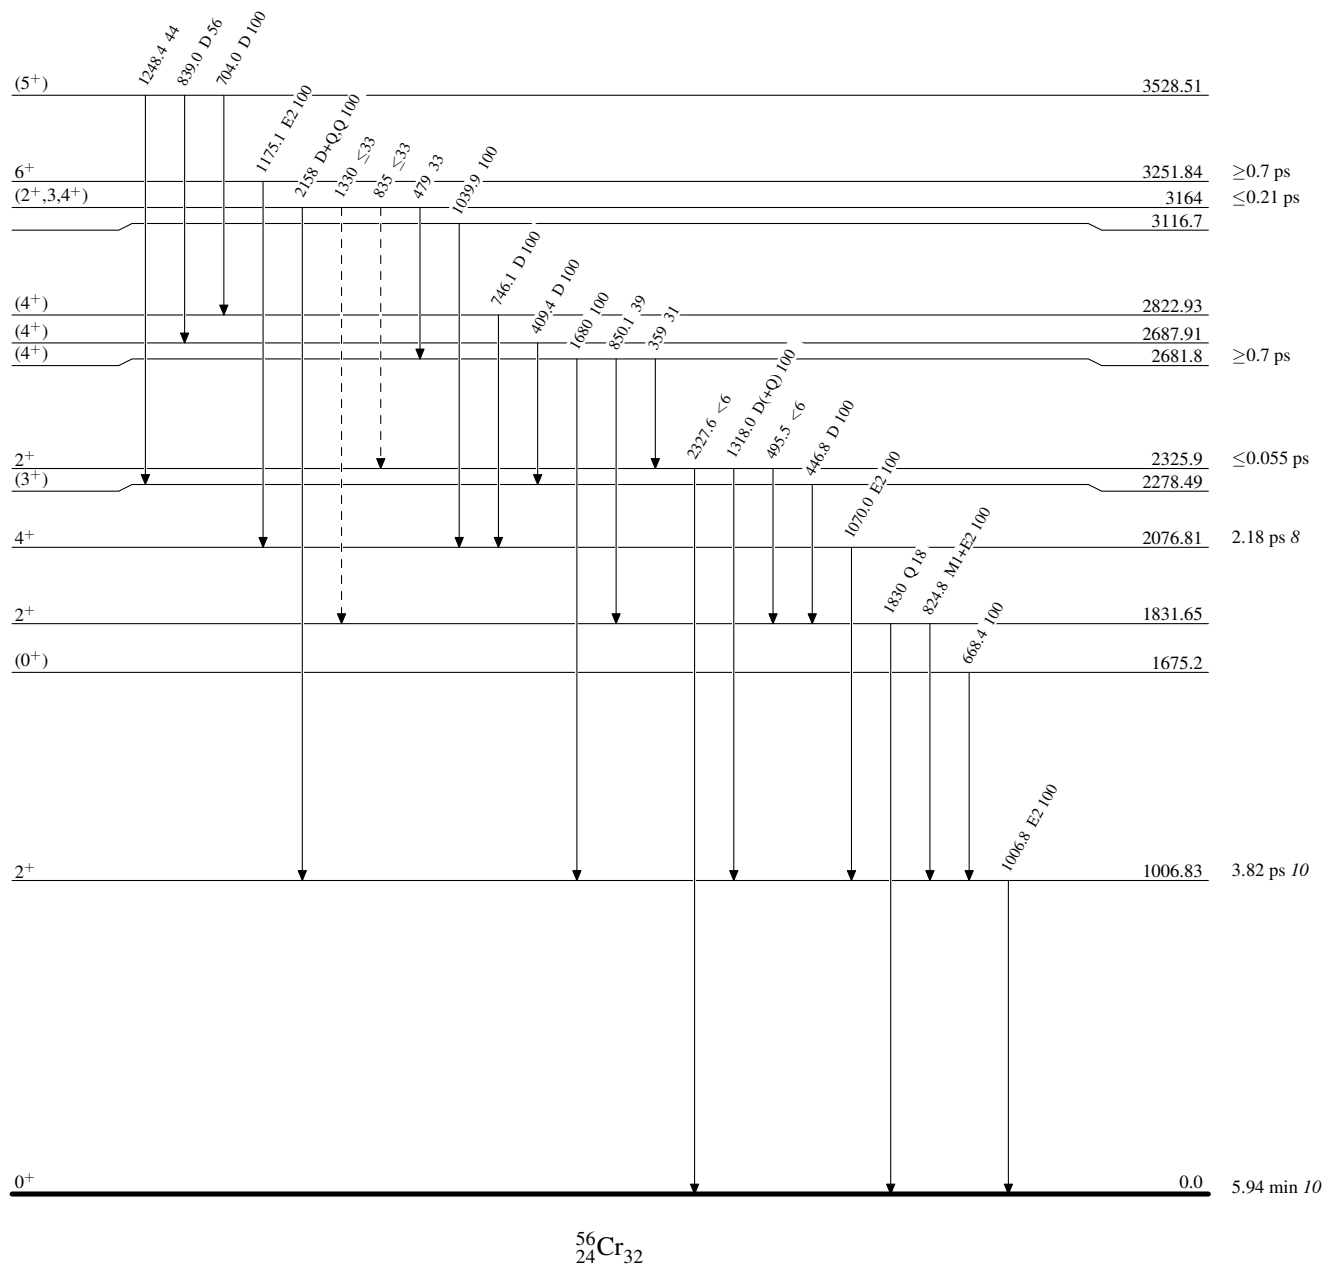 1248.4 44
839.0 D 56
704.0 D 100
(5⁺) 3528.51
1175.1 E2 100
6⁺ 3251.84 ≥0.7 ps
2158 D+Q,Q 100
1330 ≤33
835 ≤33
479 33
(2⁺,3,4⁺) 3164 ≤0.21 ps
1039.9 100
3116.7
746.1 D 100
(4⁺) 2822.93
409.4 D 100
(4⁺) 2687.91
1680 100
850.1 39
359 31
(4⁺) 2681.8 ≥0.7 ps
2327.6 <6
1318.0 D(+Q) 100
495.5 <6
2⁺ 2325.9 ≤0.055 ps
446.8 D 100
(3⁺) 2278.49
1070.0 E2 100
4⁺ 2076.81 2.18 ps 8
1830 Q 18
824.8 M1+E2 100
2⁺ 1831.65
668.4 100
(0⁺) 1675.2
1006.8 E2 100
2⁺ 1006.83 3.82 ps 10
0⁺ 0.0 5.94 min 10
⁵⁶₂₄Cr₃₂